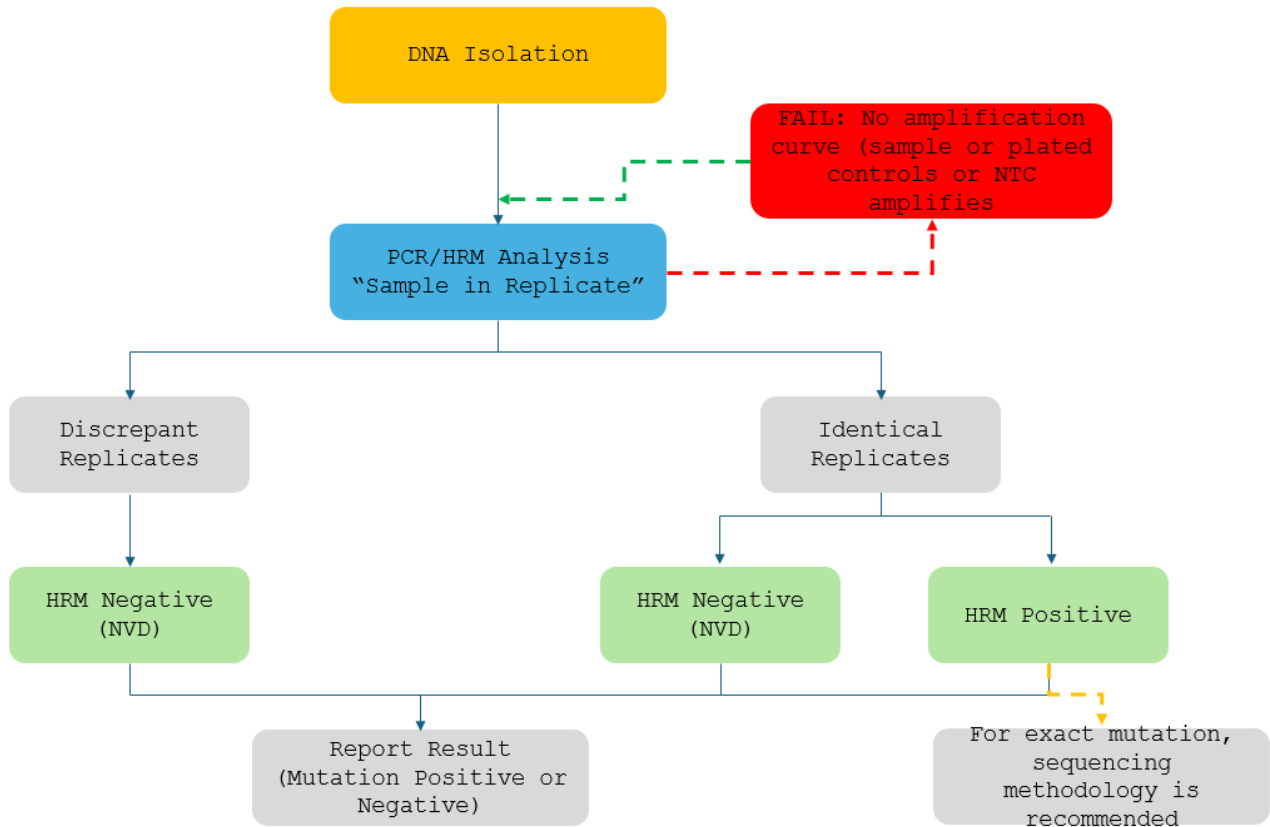 DNA Isolation
FAIL: No amplification
curve (sample or plated
controls or NTC
amplifies
PCR/HRM Analysis
“Sample in Replicate”
Discrepant
Replicates
Identical
Replicates
HRM Negative
(NVD)
HRM Negative
(NVD)
HRM Positive
Report Result
(Mutation Positive or
Negative)
For exact mutation,
sequencing
methodology is
recommended